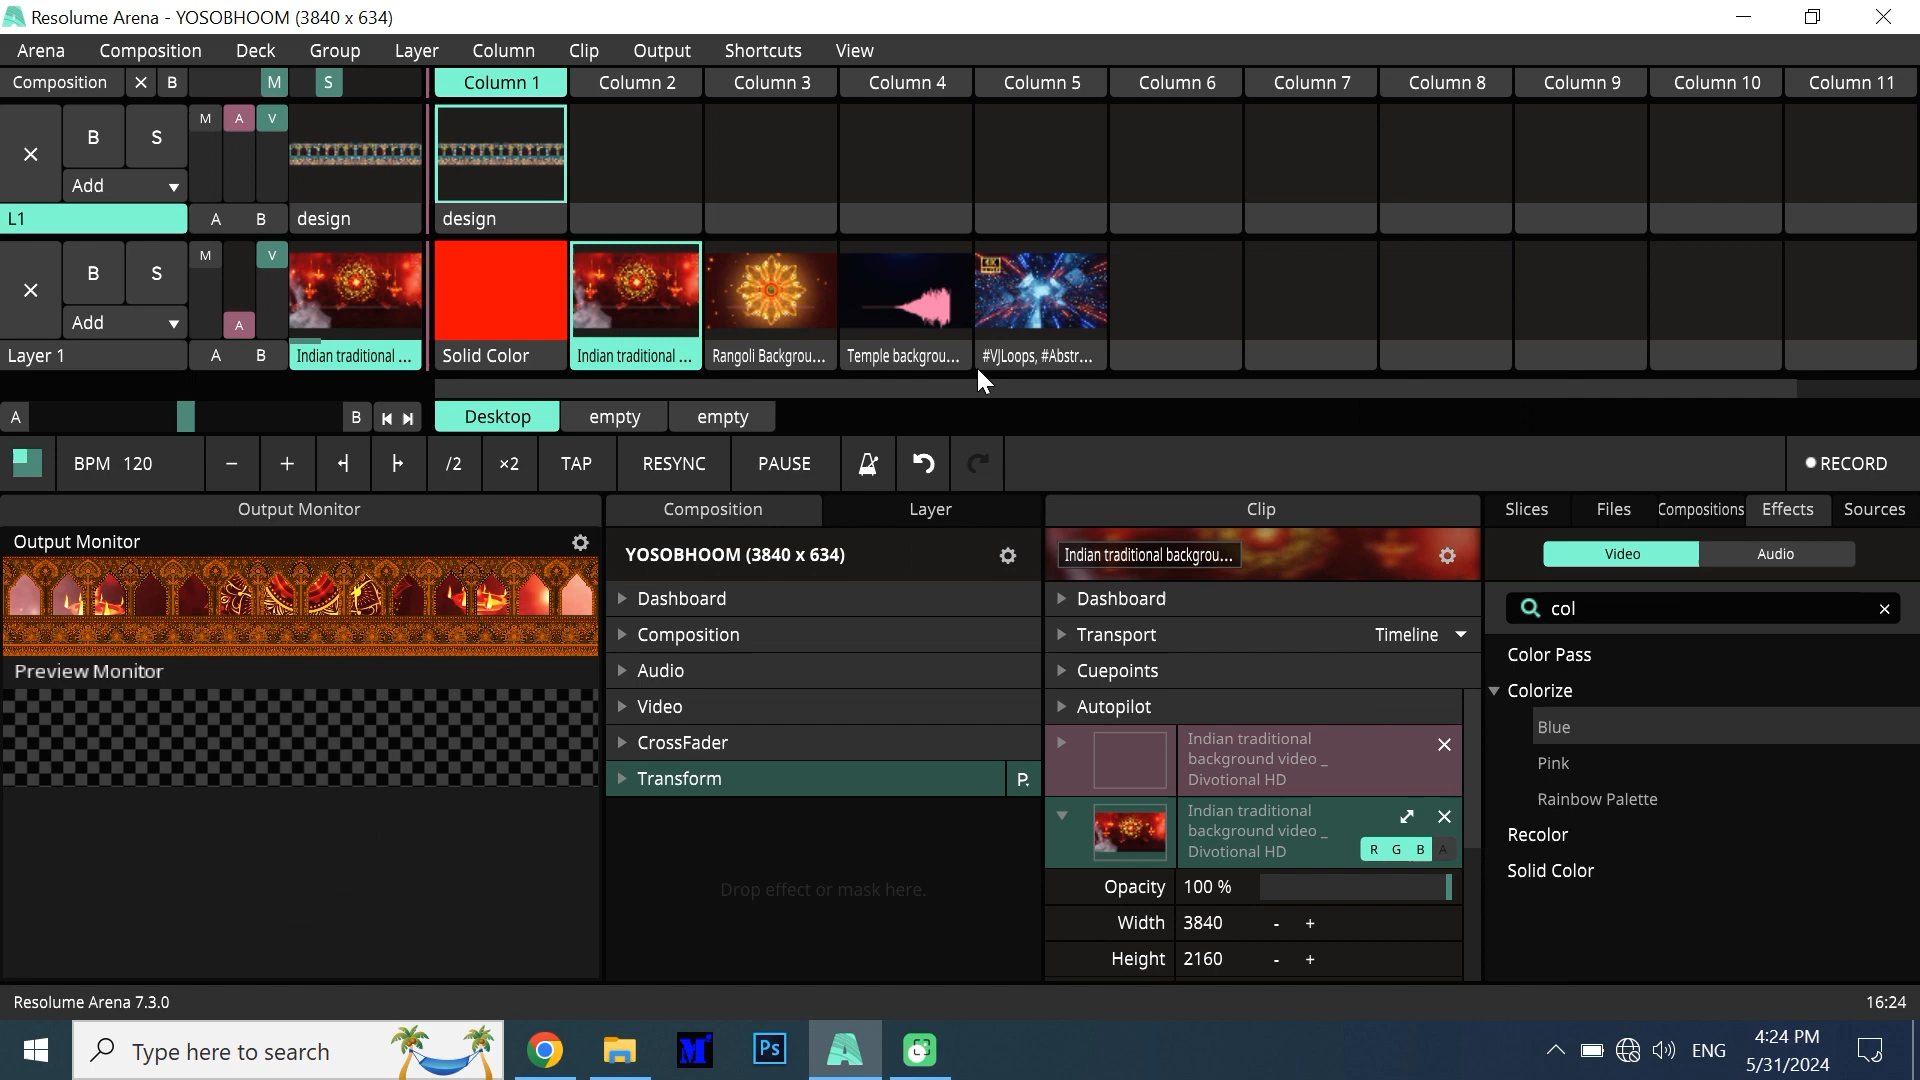 Resolume Arena - YOSOBHOOM (3840 x 634)
Arena Composition Deck Group Layer Column Clip Output Shortcuts View
Composition X B M S Column 1 Column 2 Column 3 Column 4 Column 5 Column 6 Column 7 Column 8 Column 9 Column 10 Column 11
B S M A V
Add
L1 A B design design
B S M V A
Add
Layer 1 A B Indian traditional ... Solid Color Indian traditional ... Rangoli Backgrou... Temple backgrou... #VJLoops, #Abstr...
A B Desktop empty empty
BPM 120 - + /2 ×2 TAP RESYNC PAUSE RECORD
Output Monitor Composition Layer Clip Slices Files Compositions Effects Sources
Output Monitor
YOSOBHOOM (3840 x 634)
Indian traditional backgrou...
Video Audio
Dashboard
Composition
Audio
Video
CrossFader
Transform P.
Drop effect or mask here.
Preview Monitor
Dashboard
Transport Timeline
Cuepoints
Autopilot
Indian traditional
background video _
Divotional HD
Indian traditional
background video _
Divotional HD
R G B A
Opacity 100 %
Width 3840 - +
Height 2160 - +
col
Color Pass
Colorize
Blue
Pink
Rainbow Palette
Recolor
Solid Color
Resolume Arena 7.3.0 16:24
Type here to search
Ps
ENG
4:24 PM
5/31/2024